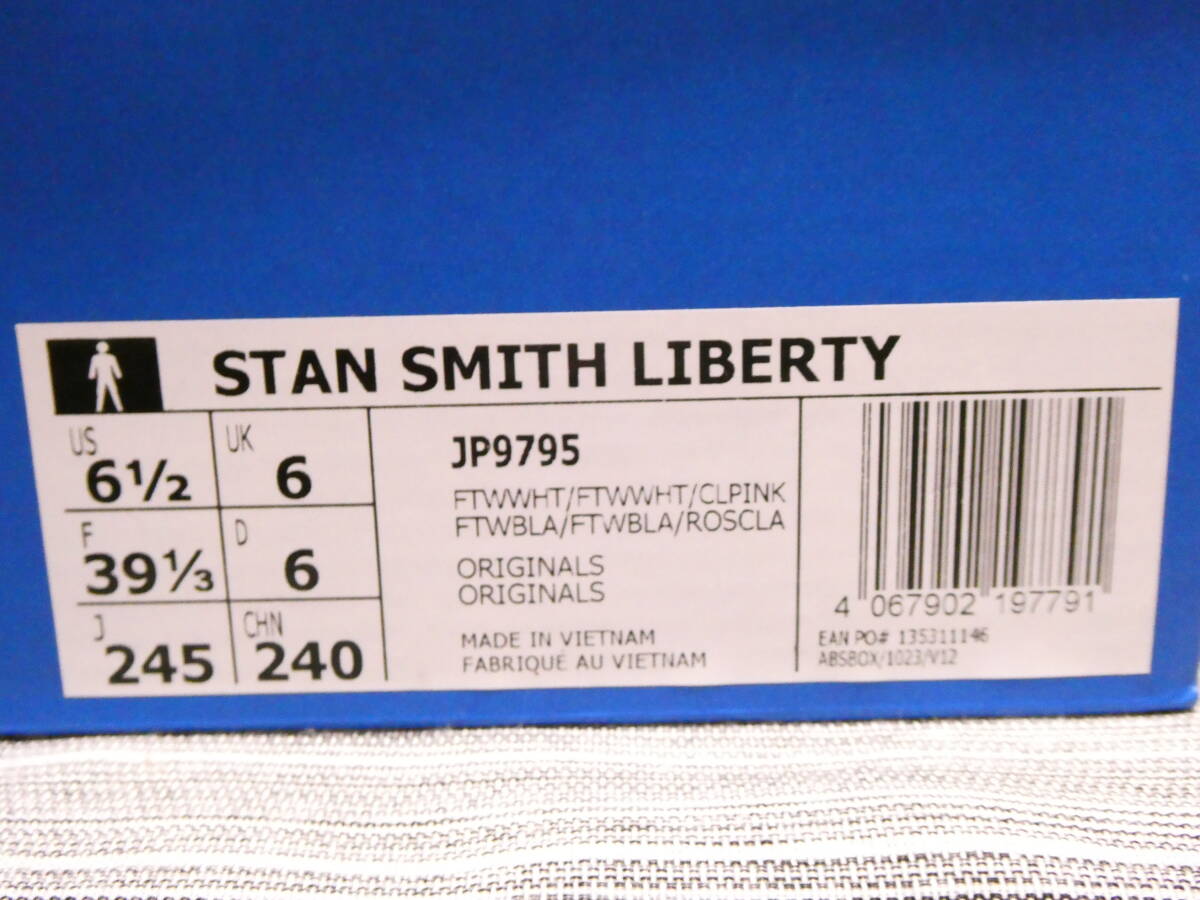 STAN SMITH LIBERTY
US 6½ UK 6
F 39⅓ D 6
J 245 CHN 240
JP9795
FTWWHT/FTWWHT/CLPINK
FTWBLA/FTWBLA/ROSCLA
ORIGINALS
ORIGINALS
MADE IN VIETNAM
FABRIQUE AU VIETNAM
4 067902 197791
EAN PO# 135311146
ABSBOX/1023/V12